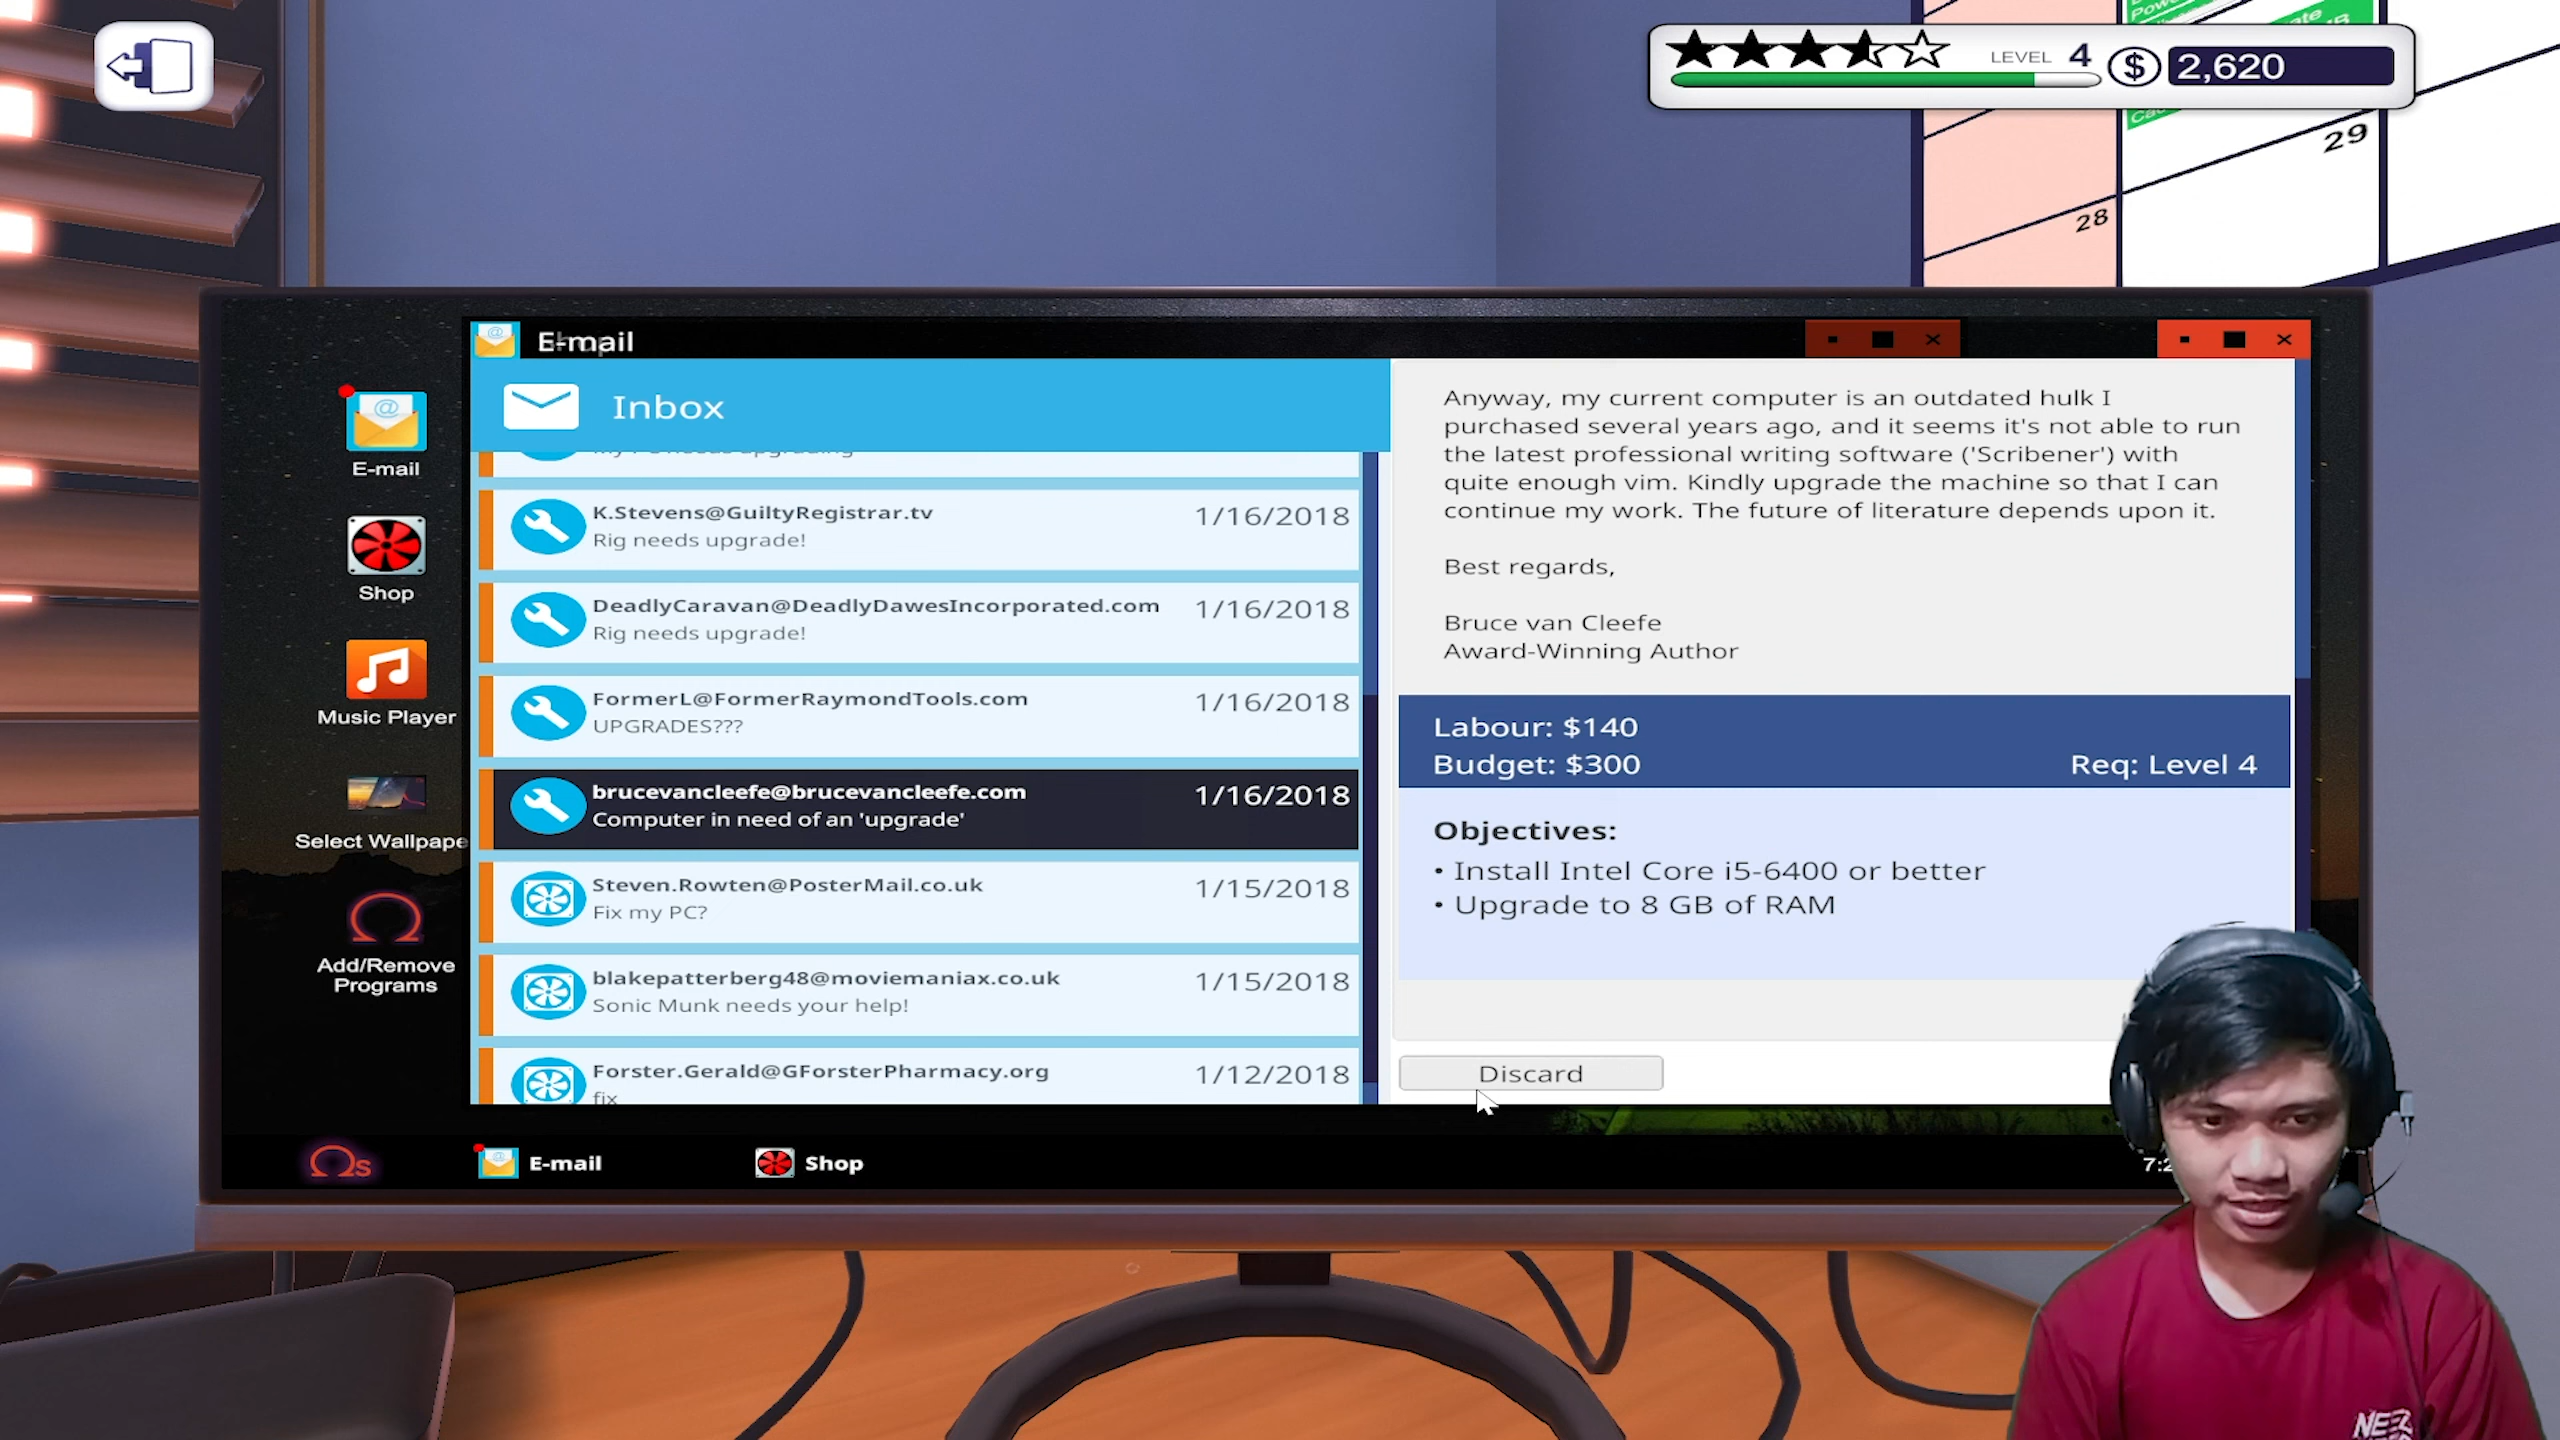 LEVEL 4 $ 2,620
29
28
E-mail
Inbox
E-mail
Shop
Music Player
Select Wallpape
Add/Remove
Programs
K.Stevens@GuiltyRegistrar.tv 1/16/2018
Rig needs upgrade!
DeadlyCaravan@DeadlyDawesIncorporated.com 1/16/2018
Rig needs upgrade!
FormerL@FormerRaymondTools.com 1/16/2018
UPGRADES???
brucevancleefe@brucevancleefe.com 1/16/2018
Computer in need of an 'upgrade'
Steven.Rowten@PosterMail.co.uk 1/15/2018
Fix my PC?
blakepatterberg48@moviemaniax.co.uk 1/15/2018
Sonic Munk needs your help!
Forster.Gerald@GForsterPharmacy.org 1/12/2018
fix
Anyway, my current computer is an outdated hulk I
purchased several years ago, and it seems it's not able to run
the latest professional writing software ('Scribener') with
quite enough vim. Kindly upgrade the machine so that I can
continue my work. The future of literature depends upon it.
Best regards,
Bruce van Cleefe
Award-Winning Author
Labour: $140
Budget: $300 Req: Level 4
Objectives:
• Install Intel Core i5-6400 or better
• Upgrade to 8 GB of RAM
Discard
Ωs E-mail Shop